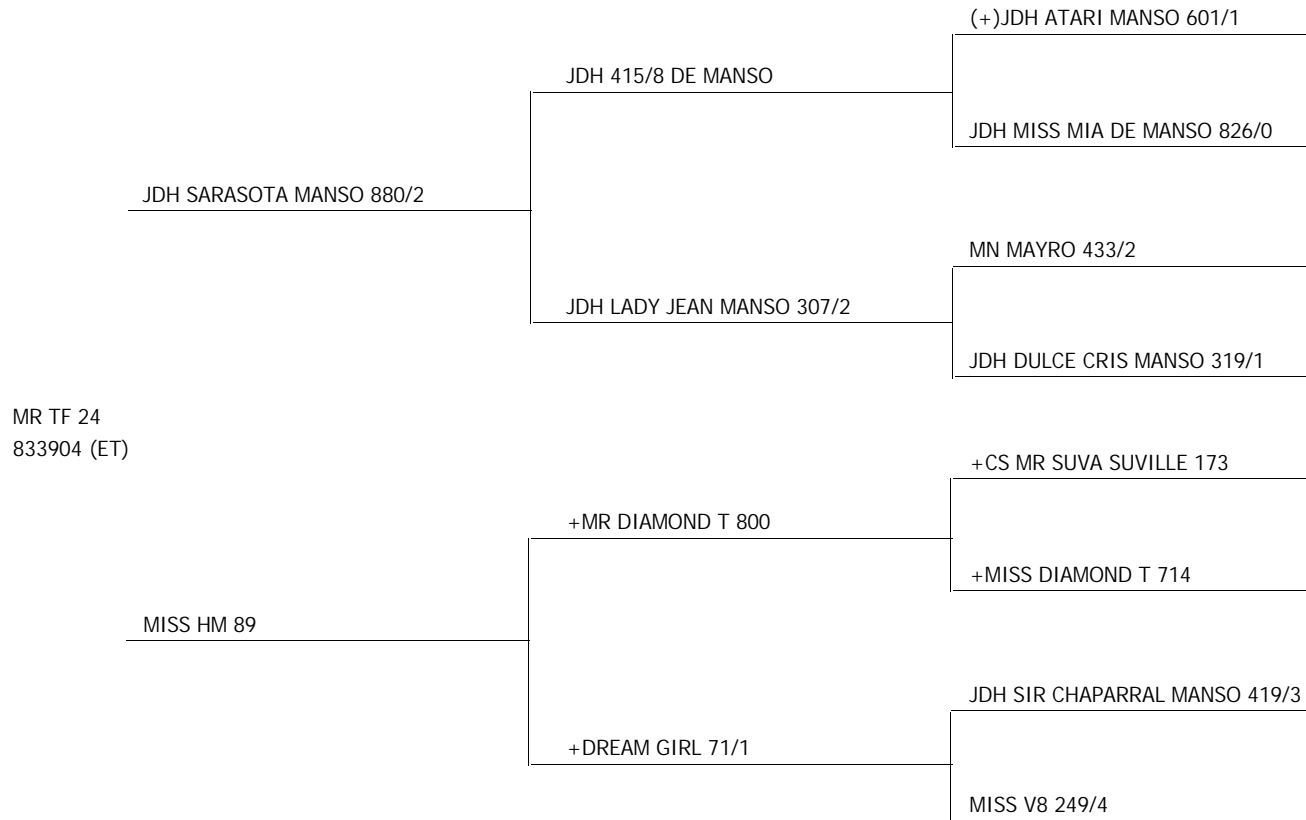 (+)JDH ATARI MANSO 601/1
JDH 415/8 DE MANSO
JDH MISS MIA DE MANSO 826/0
JDH SARASOTA MANSO 880/2
MN MAYRO 433/2
JDH LADY JEAN MANSO 307/2
JDH DULCE CRIS MANSO 319/1
MR TF 24
833904 (ET)
+CS MR SUVA SUVILLE 173
+MR DIAMOND T 800
+MISS DIAMOND T 714
MISS HM 89
JDH SIR CHAPARRAL MANSO 419/3
+DREAM GIRL 71/1
MISS V8 249/4